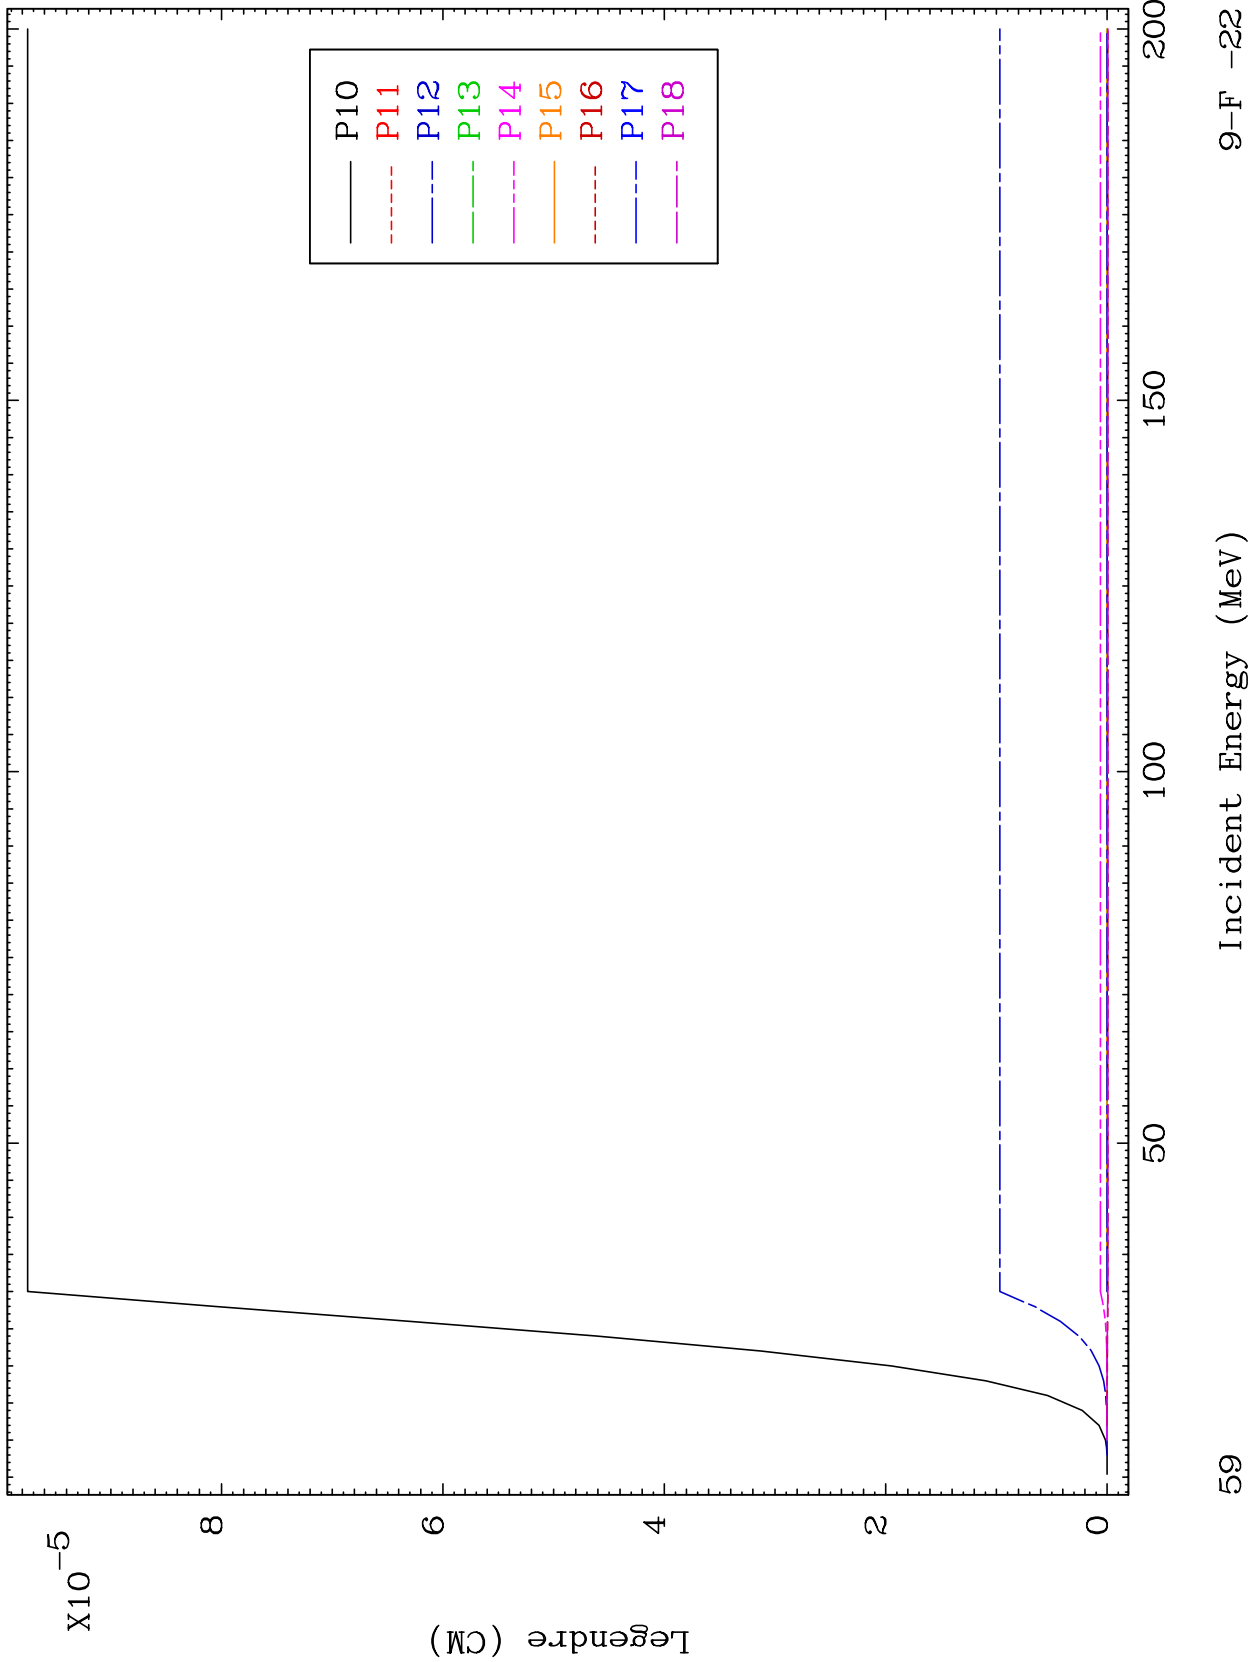 X10
-5
8
6
4
2
0
Legendre (CM)
P10
P11
P12
P13
P14
P15
P16
P17
P18
50
100
150
200
Incident Energy (MeV)
59
9-F -22